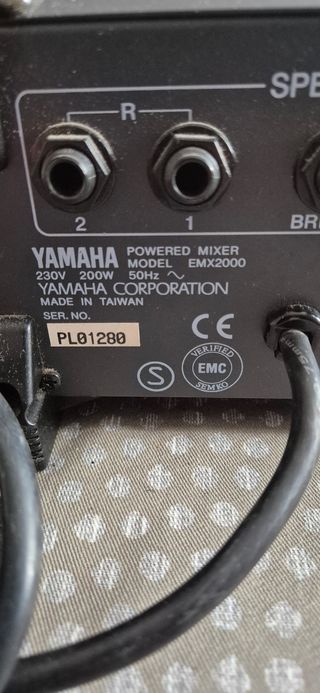 SPE
R
2 1 BRI
YAMAHA POWERED MIXER
MODEL EMX2000
230V 200W 50Hz ~
YAMAHA CORPORATION
MADE IN TAIWAN
SER. NO.
PL01280
CE
S
VERIFIED
EMC
SEMKO